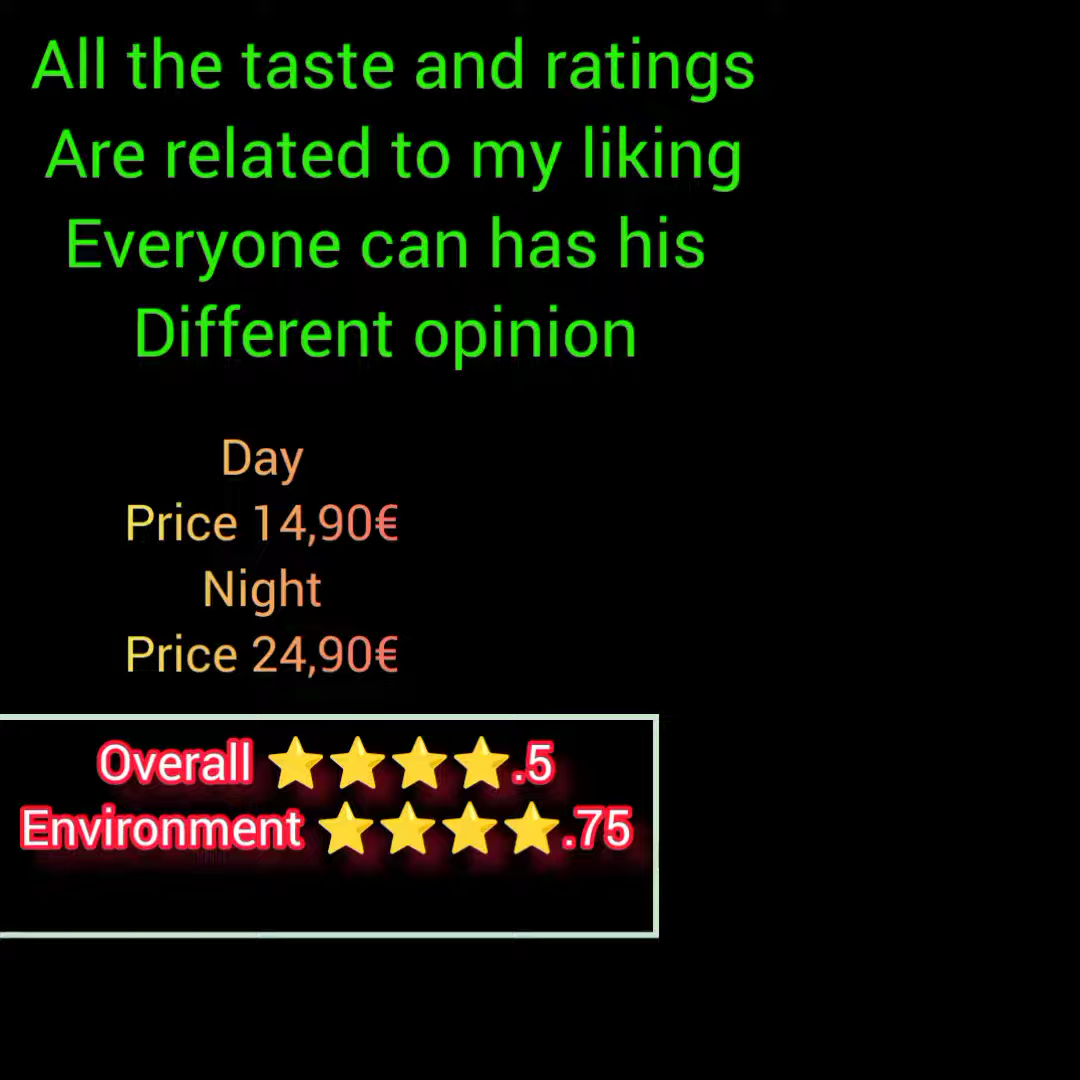 All the taste and ratings
Are related to my liking
Everyone can has his
Different opinion
Day
Price 14,90€
Night
Price 24,90€
Overall ⭐⭐⭐⭐.5
Environment ⭐⭐⭐⭐.75